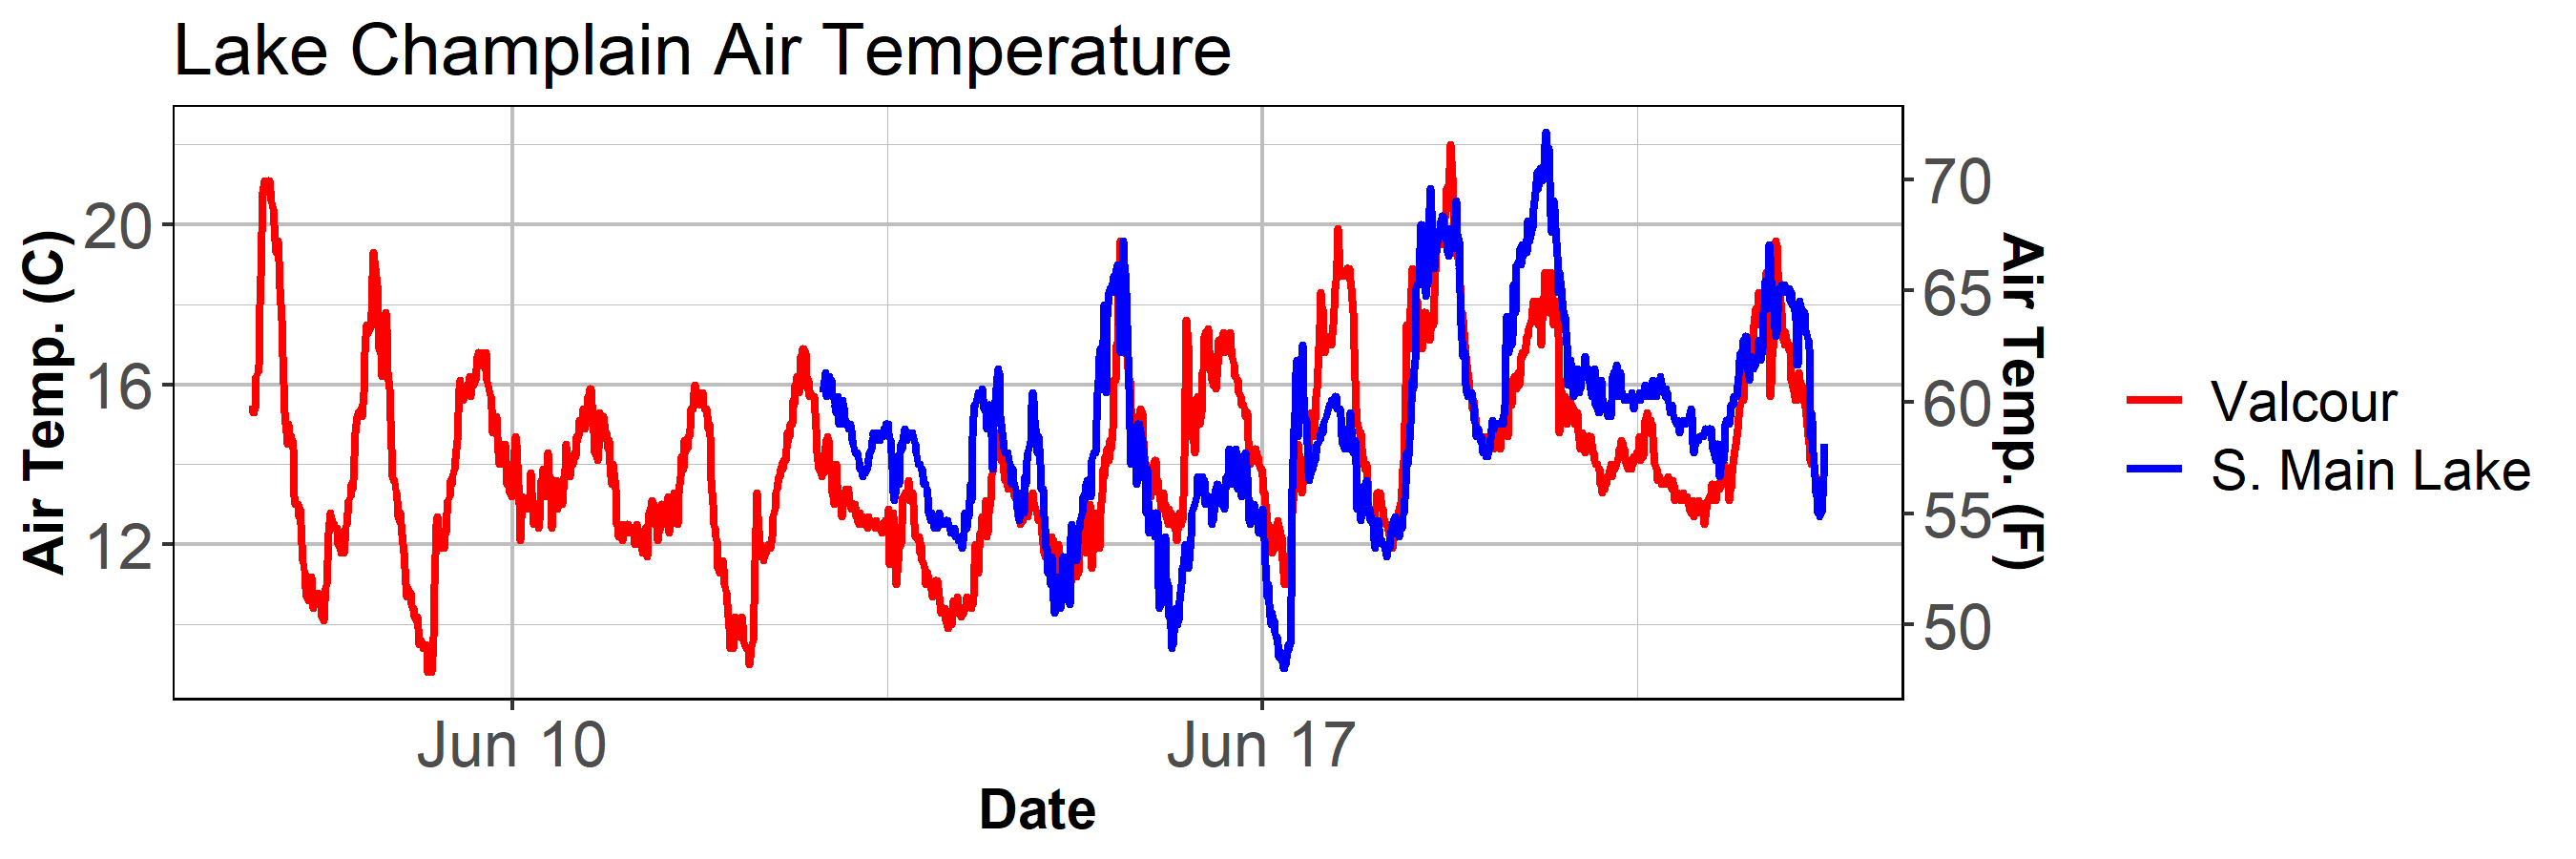 Lake Champlain Air Temperature
Air Temp. (C)
20
16
12
70
65
60
55
50
Air Temp. (F)
Jun 10
Jun 17
Date
Valcour
S. Main Lake